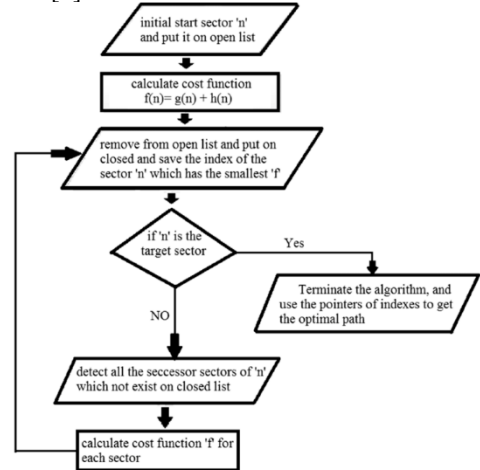 initial start sector 'n'
and put it on open list
calculate cost function
f(n)= g(n) + h(n)
remove from open list and put on
closed and save the index of the
sector 'n' which has the smallest 'f'
if 'n' is the
target sector
Yes
Terminate the algorithm, and
use the pointers of indexes to get
the optimal path
NO
detect all the seccessor sectors of 'n'
which not exist on closed list
calculate cost function 'f' for
each sector